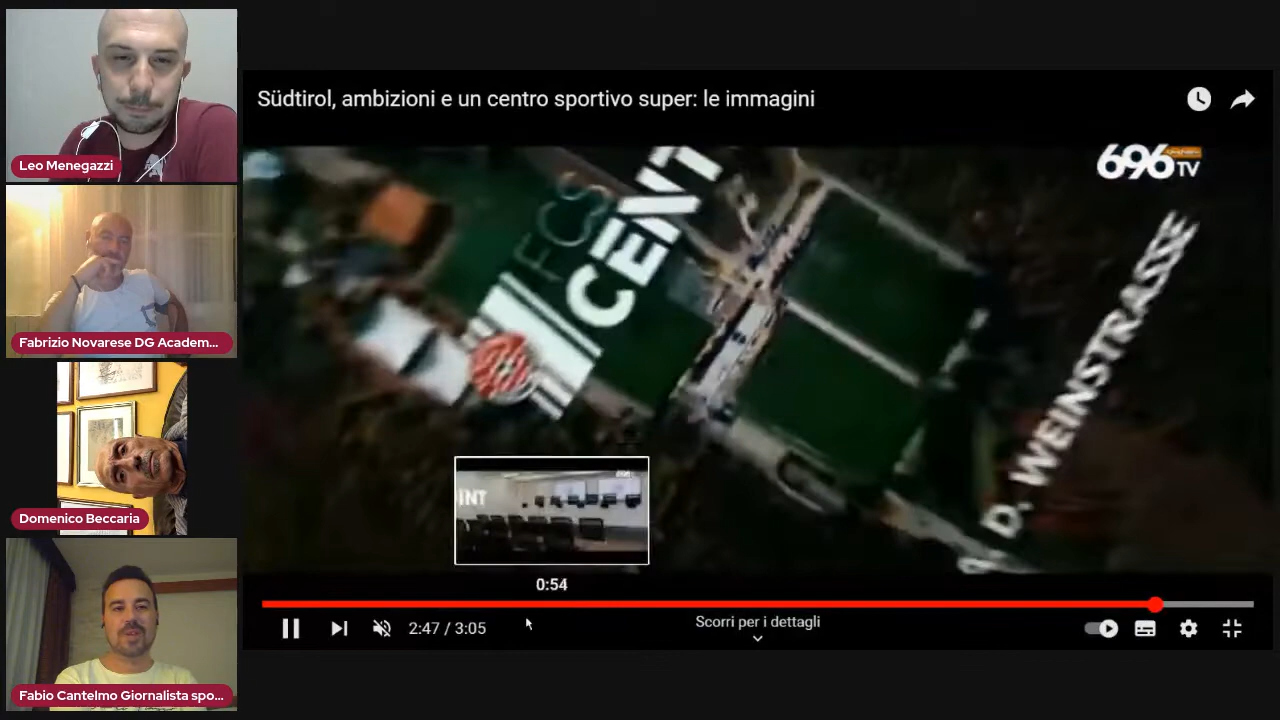 Leo Menegazzi
Fabrizio Novarese DG Academ...
Domenico Beccaria
Fabio Cantelmo Giornalista spo...
Südtirol, ambizioni e un centro sportivo super: le immagini
696
TV
FCS
CENT
D. WEINSTRASSE
INT
0:54
2:47 / 3:05
Scorri per i dettagli